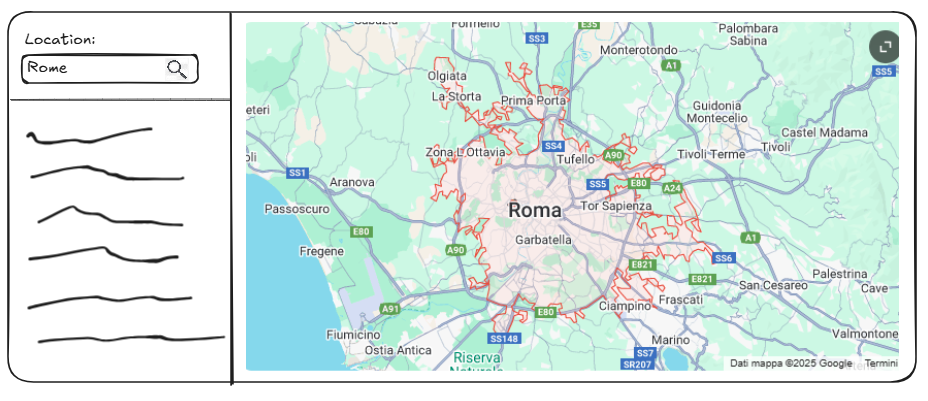 Location:
Rome
Formello
E35
SS3
Monterotondo
Palombara
Sabina
A1
SS5
Olgiata
La Storta
Prima Porta
Guidonia
Montecelio
Castel Madama
SS4
Zona L'Ottavia
Tufello
A90
Tivoli Terme
Tivoli
SS1
Aranova
SS5
E80
A24
Passoscuro
Roma
Tor Sapienza
E80
Garbatella
A1
Fregene
A90
SS6
E821
E821
Palestrina
San Cesareo
Cave
A91
E80
Ciampino
Frascati
Fiumicino
SS148
Marino
Valmontone
Ostia Antica
Riserva
SS7
SR207
Dati mappa ©2025 Google
Termini